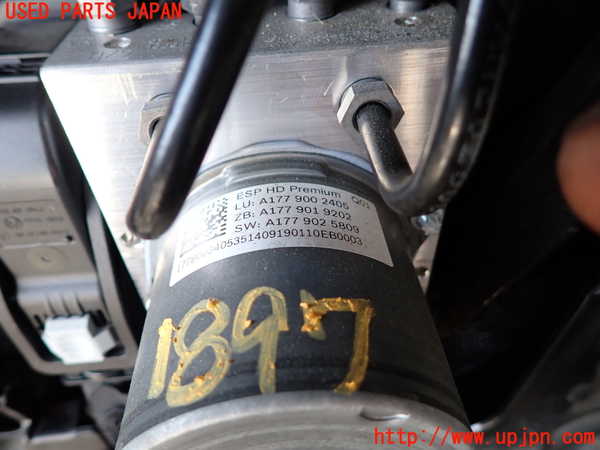 USED PARTS JAPAN
ESP HD Premium Q01
LU: A177 900 2405
ZB: A177 901 9202
SW: A177 902 5809
1897
http://www.upjpn.com/